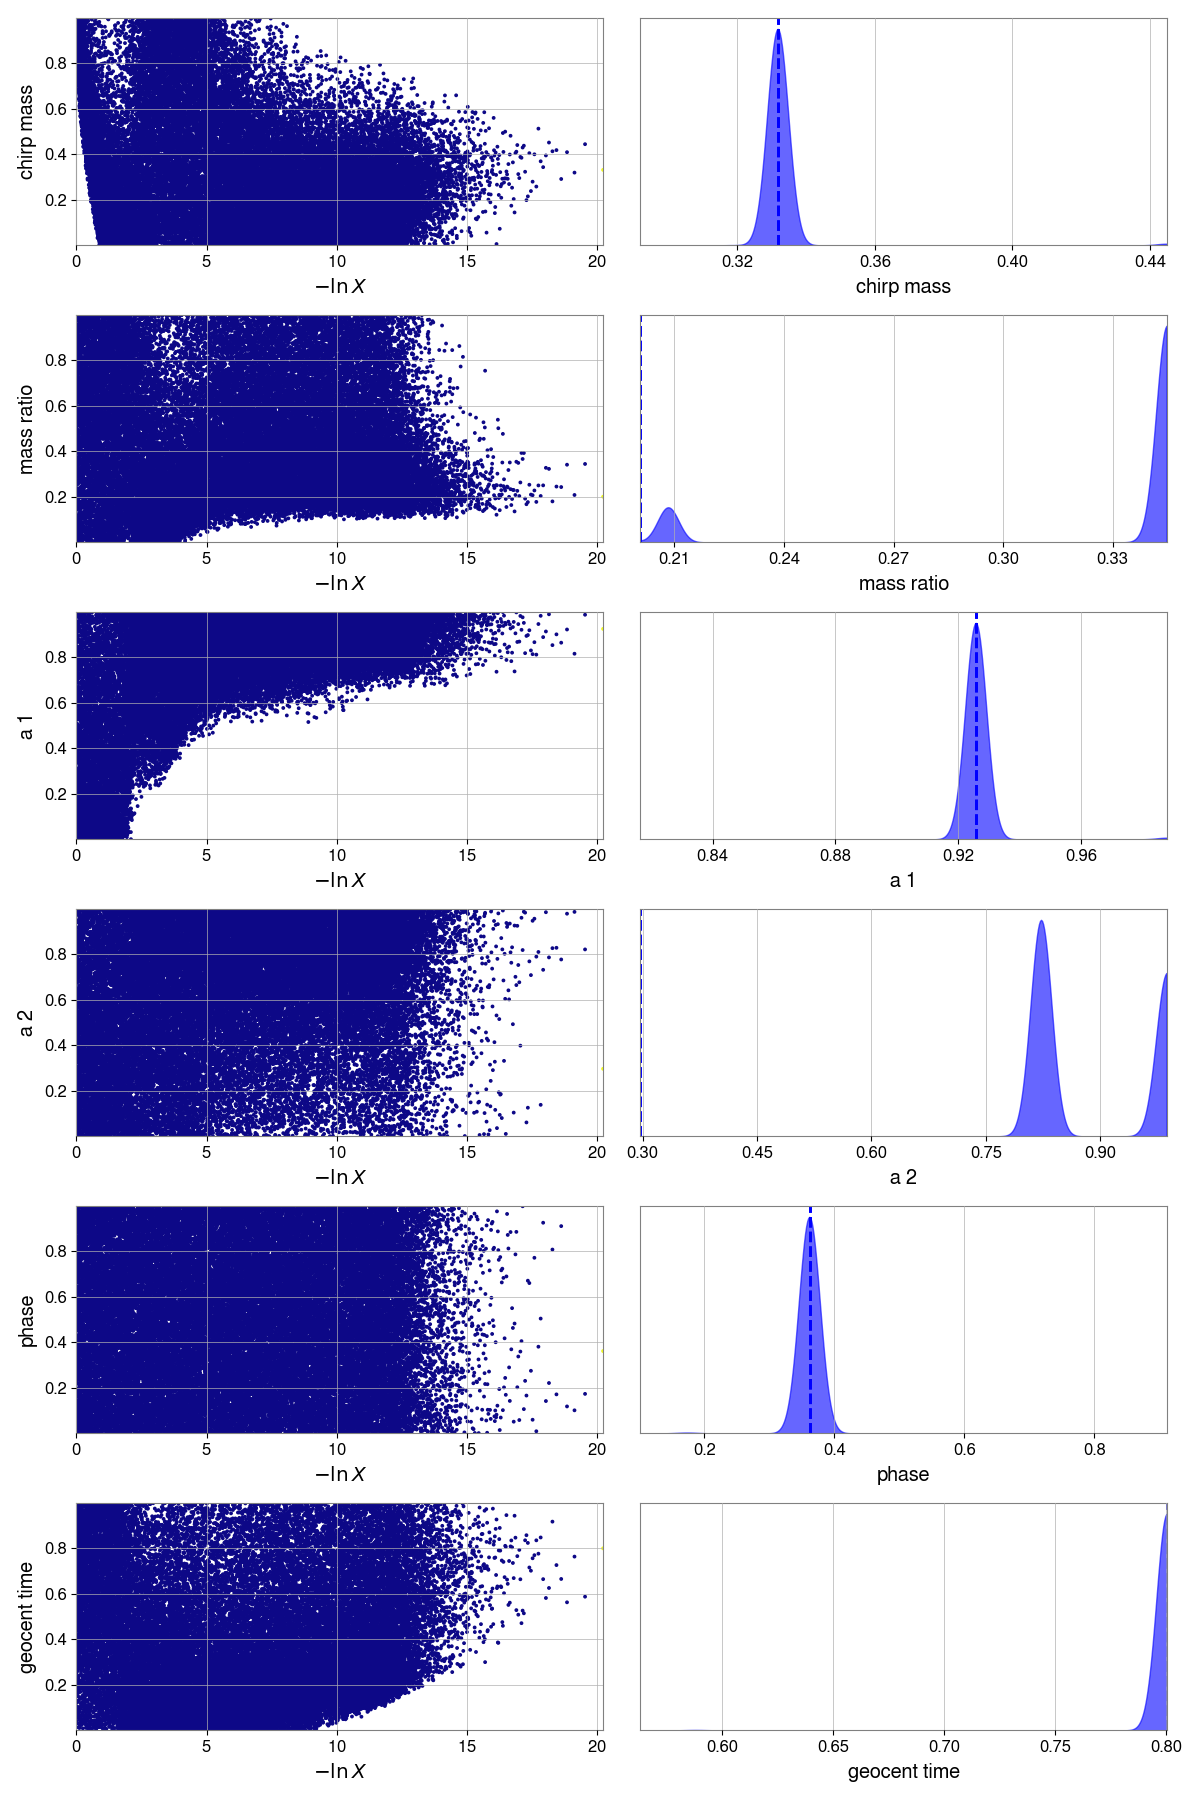 chirp mass
0.8
0.6
0.4
0.2
0 5 10 15 20
−ln X
0.32 0.36 0.40 0.44
chirp mass
mass ratio
0.8
0.6
0.4
0.2
0 5 10 15 20
−ln X
0.21 0.24 0.27 0.30 0.33
mass ratio
a 1
0.8
0.6
0.4
0.2
0 5 10 15 20
−ln X
0.84 0.88 0.92 0.96
a 1
a 2
0.8
0.6
0.4
0.2
0 5 10 15 20
−ln X
0.30 0.45 0.60 0.75 0.90
a 2
phase
0.8
0.6
0.4
0.2
0 5 10 15 20
−ln X
0.2 0.4 0.6 0.8
phase
geocent time
0.8
0.6
0.4
0.2
0 5 10 15 20
−ln X
0.60 0.65 0.70 0.75 0.80
geocent time